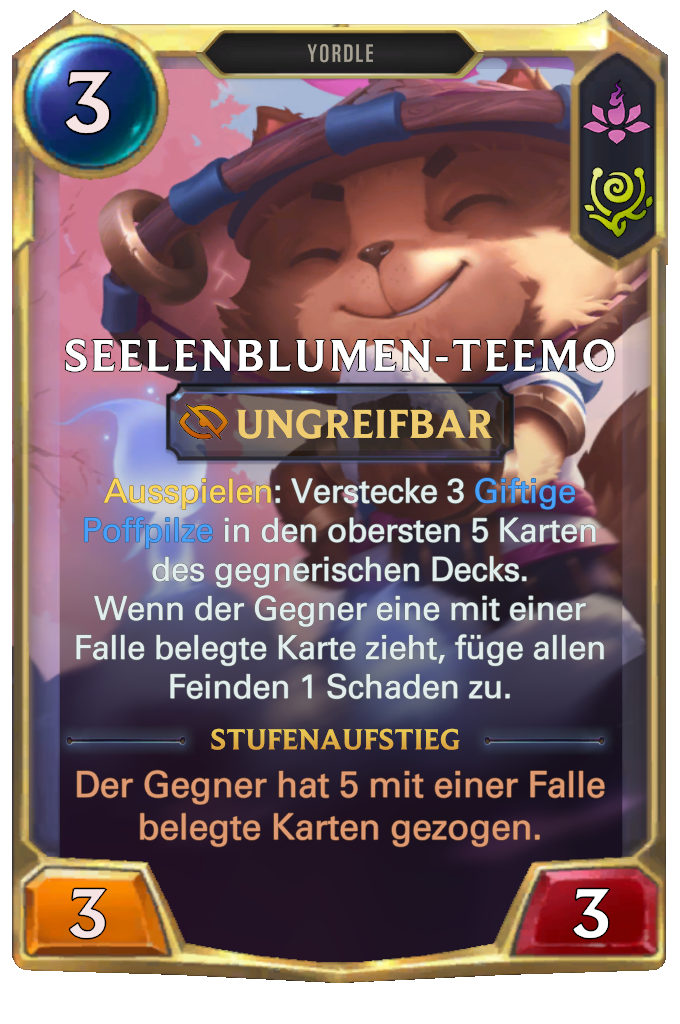 YORDLE
3
SEELENBLUMEN-TEEMO
UNGREIFBAR
Ausspielen: Verstecke 3 Giftige
Poffpilze in den obersten 5 Karten
des gegnerischen Decks.
Wenn der Gegner eine mit einer
Falle belegte Karte zieht, füge allen
Feinden 1 Schaden zu.
STUFENAUFSTIEG
Der Gegner hat 5 mit einer Falle
belegte Karten gezogen.
3
3